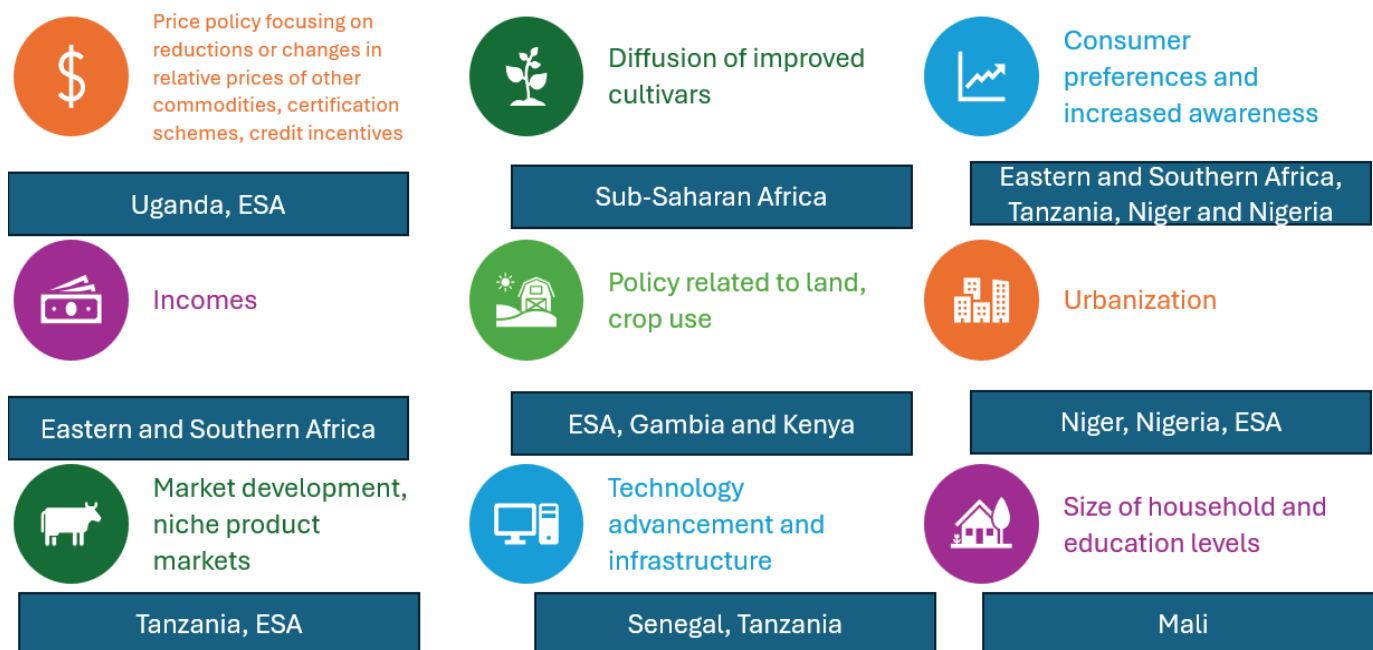 $
Price policy focusing on
reductions or changes in
relative prices of other
commodities, certification
schemes, credit incentives
Diffusion of improved
cultivars
Consumer
preferences and
increased awareness
Uganda, ESA
Sub-Saharan Africa
Eastern and Southern Africa,
Tanzania, Niger and Nigeria
Incomes
Policy related to land,
crop use
Urbanization
Eastern and Southern Africa
ESA, Gambia and Kenya
Niger, Nigeria, ESA
Market development,
niche product
markets
Technology
advancement and
infrastructure
Size of household and
education levels
Tanzania, ESA
Senegal, Tanzania
Mali